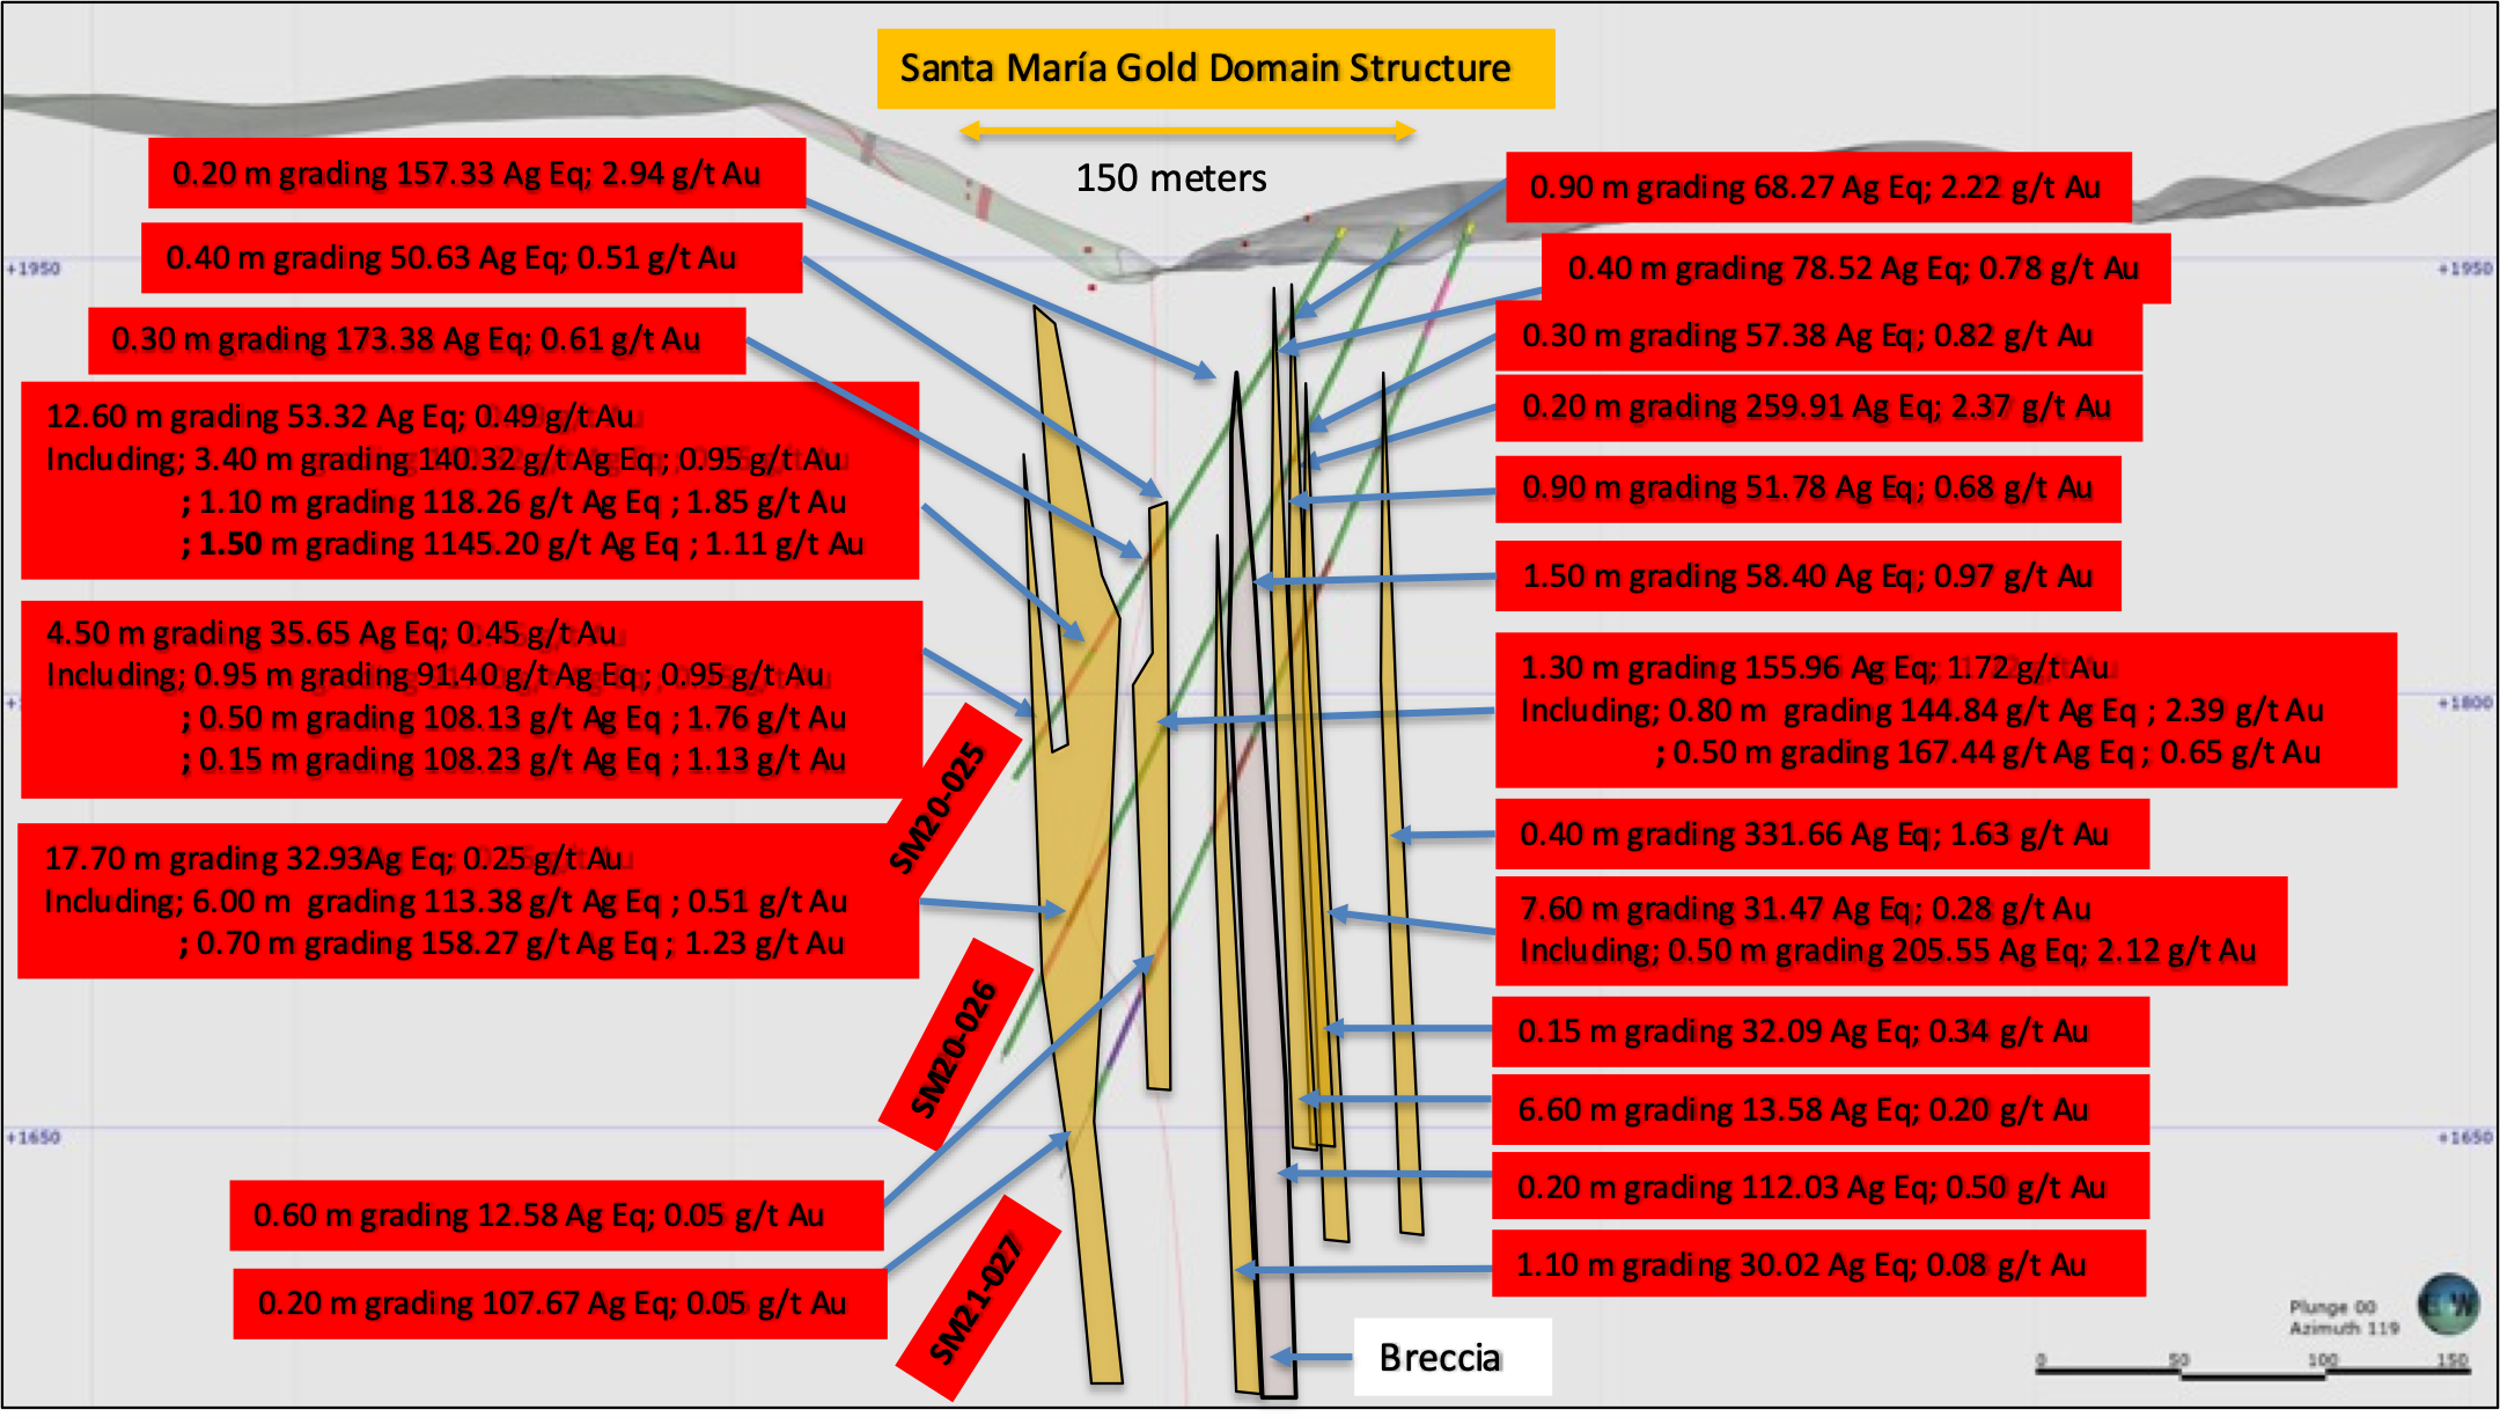 Santa María Gold Domain Structure
150 meters
0.20 m grading 157.33 Ag Eq; 2.94 g/t Au
0.40 m grading 50.63 Ag Eq; 0.51 g/t Au
0.30 m grading 173.38 Ag Eq; 0.61 g/t Au
12.60 m grading 53.32 Ag Eq; 0.49 g/t Au
Including; 3.40 m grading 140.32 g/t Ag Eq; 0.95 g/t Au
; 1.10 m grading 118.26 g/t Ag Eq ; 1.85 g/t Au
; 1.50 m grading 1145.20 g/t Ag Eq ; 1.11 g/t Au
4.50 m grading 35.65 Ag Eq; 0.45 g/t Au
Including; 0.95 m grading 91.40 g/t Ag Eq; 0.95 g/t Au
; 0.50 m grading 108.13 g/t Ag Eq ; 1.76 g/t Au
; 0.15 m grading 108.23 g/t Ag Eq ; 1.13 g/t Au
17.70 m grading 32.93Ag Eq; 0.25 g/t Au
Including; 6.00 m grading 113.38 g/t Ag Eq ; 0.51 g/t Au
; 0.70 m grading 158.27 g/t Ag Eq ; 1.23 g/t Au
0.60 m grading 12.58 Ag Eq; 0.05 g/t Au
0.20 m grading 107.67 Ag Eq; 0.05 g/t Au
SM20-025
SM20-026
SM21-027
0.90 m grading 68.27 Ag Eq; 2.22 g/t Au
0.40 m grading 78.52 Ag Eq; 0.78 g/t Au
0.30 m grading 57.38 Ag Eq; 0.82 g/t Au
0.20 m grading 259.91 Ag Eq; 2.37 g/t Au
0.90 m grading 51.78 Ag Eq; 0.68 g/t Au
1.50 m grading 58.40 Ag Eq; 0.97 g/t Au
1.30 m grading 155.96 Ag Eq; 1.72 g/t Au
Including; 0.80 m grading 144.84 g/t Ag Eq ; 2.39 g/t Au
; 0.50 m grading 167.44 g/t Ag Eq ; 0.65 g/t Au
0.40 m grading 331.66 Ag Eq; 1.63 g/t Au
7.60 m grading 31.47 Ag Eq; 0.28 g/t Au
Including; 0.50 m grading 205.55 Ag Eq; 2.12 g/t Au
0.15 m grading 32.09 Ag Eq; 0.34 g/t Au
6.60 m grading 13.58 Ag Eq; 0.20 g/t Au
0.20 m grading 112.03 Ag Eq; 0.50 g/t Au
1.10 m grading 30.02 Ag Eq; 0.08 g/t Au
Breccia
+1950
+1950
+1800
+1650
+1650
Plunge 00
Azimuth 119
0 50 100 150